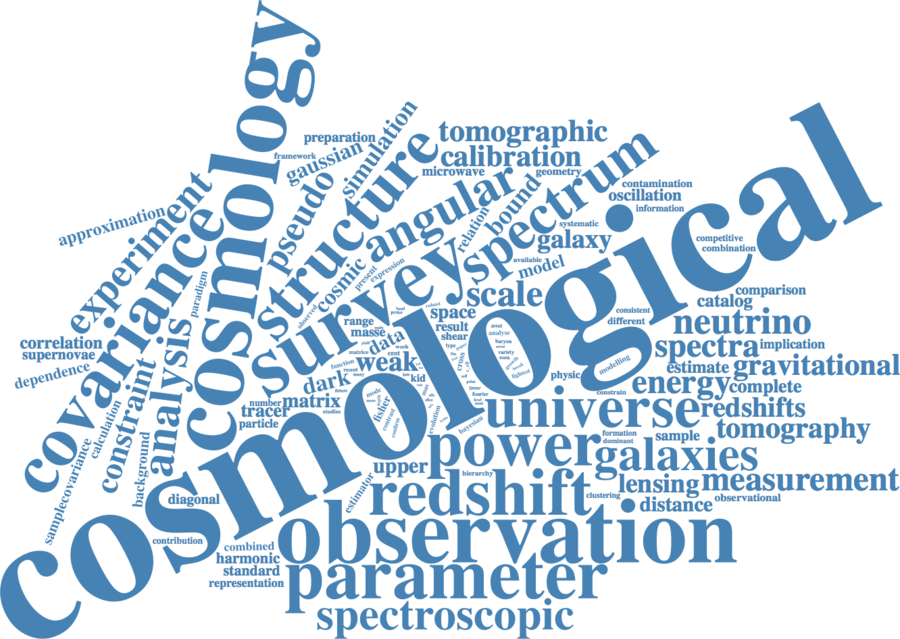 cosmology
cosmological
preparation
framework
gaussian
simulation
tomographic
calibration
microwave
geometry
structure
pseudo
angular
spectrum
bound
relation
systematic
contamination
oscillation
information
approximation
experiment
covariance
paradigm
cosmic
present
expression
observed
survey
galaxy
available
model
competitive
combination
scale
space
result
shear
range
masse
data
weak
kid
consistent
different
comparison
catalog
neutrino
spectra
implication
correlation
supernovae
dependence
analysis
constraint
calculation
background
samplecovariance
dark
matrix
number
tracer
particle
studies
function
recent
matrices
work
cent
cross
type
detail
analyse
baryon
variety
lightest
modelling
physic
constrain
estimate
gravitational
energy
complete
universe
redshifts
tomography
formation
dominant
sample
power
galaxies
fisher
mode
contrast
confirm
evolution
bayesian
linear
fourier
upper
hierarchy
estimator
redshift
clustering
lensing
measurement
observational
distance
diagonal
contribution
observation
combined
harmonic
standard
representation
parameter
spectroscopic